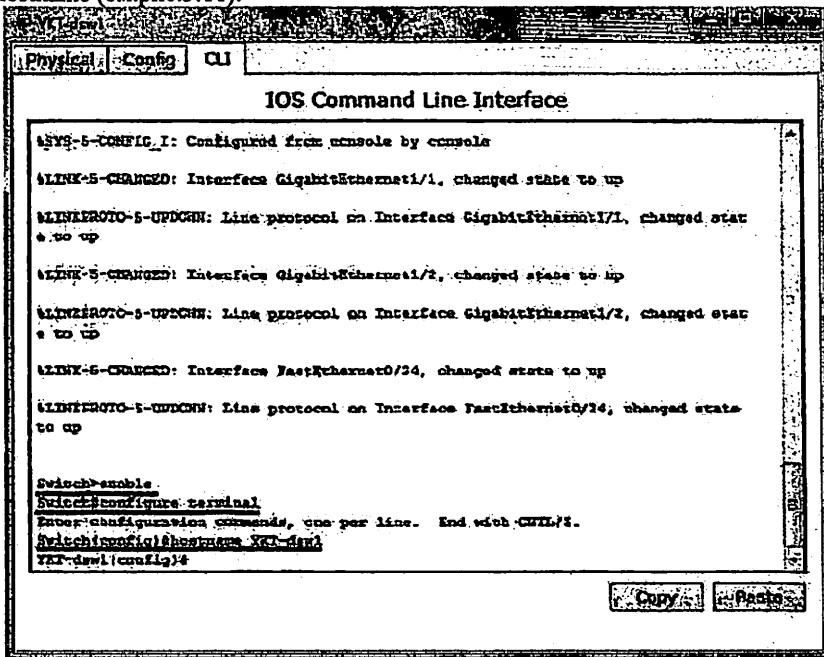 Physical Config CLI
IOS Command Line Interface
%SYS-5-CONFIG_I: Configured from console by console
%LINK-5-CHANGED: Interface GigabitEthernet1/1, changed state to up
%LINEPROTO-5-UPDOWN: Line protocol on Interface GigabitEthernet1/1, changed stat
e to up
%LINK-5-CHANGED: Interface GigabitEthernet1/2, changed state to up
%LINEPROTO-5-UPDOWN: Line protocol on Interface GigabitEthernet1/2, changed stat
e to up
%LINK-5-CHANGED: Interface FastEthernet0/24, changed state to up
%LINEPROTO-5-UPDOWN: Line protocol on Interface FastEthernet0/24, changed state
to up
Switch>enable
Switch#configure terminal
Enter configuration commands, one per line. End with CNTL/Z.
Switch(config)#hostname YKT-dsw1
YKT-dsw1(config)#
Copy Paste